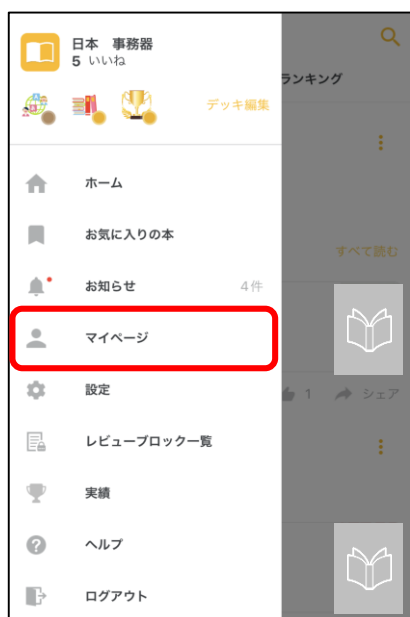 日本　事務器
5 いいね
デッキ編集
ランキング
ホーム
お気に入りの本
すべて読む
お知らせ 4件
マイページ
設定
1 シェア
レビューブロック一覧
実績
ヘルプ
ログアウト